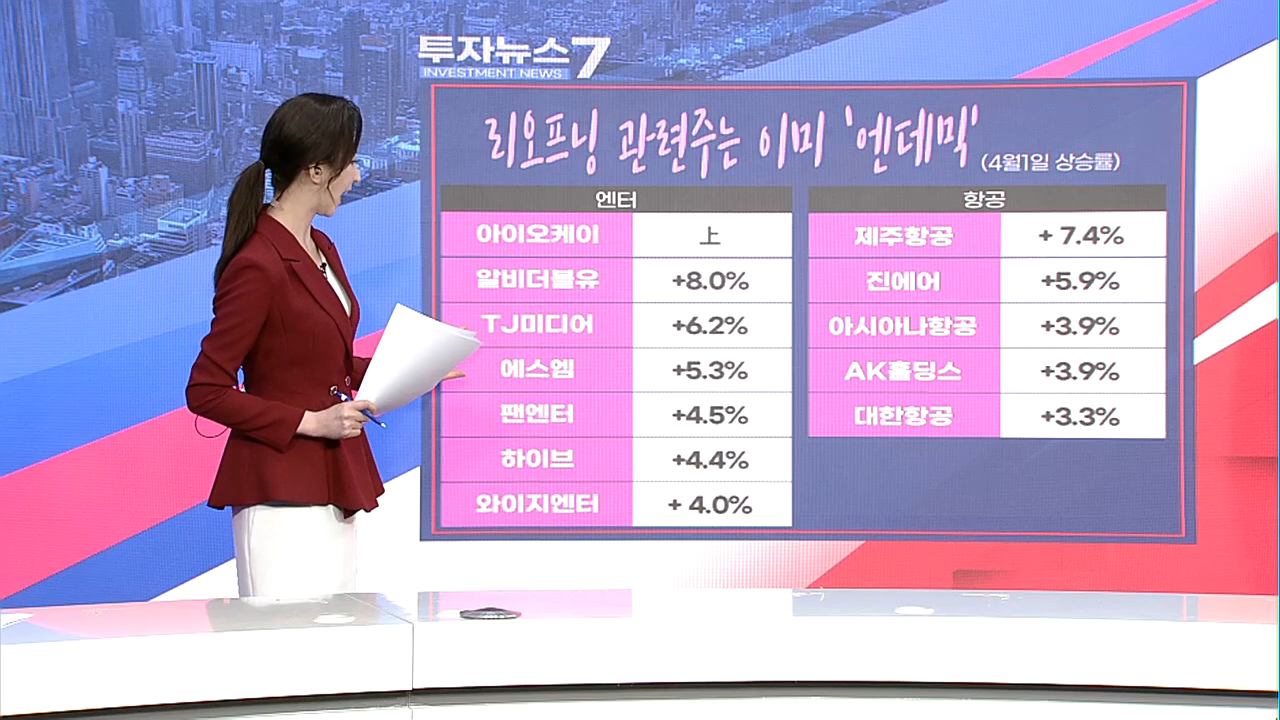 투자뉴스7
INVESTMENT NEWS
리오프닝 관련주는 이미 '엔데믹'
(4월1일 상승률)
엔터
아이오케이 上
알비더블유 +8.0%
TJ미디어 +6.2%
에스엠 +5.3%
팬엔터 +4.5%
하이브 +4.4%
와이지엔터 + 4.0%
항공
제주항공 + 7.4%
진에어 +5.9%
아시아나항공 +3.9%
AK홀딩스 +3.9%
대한항공 +3.3%